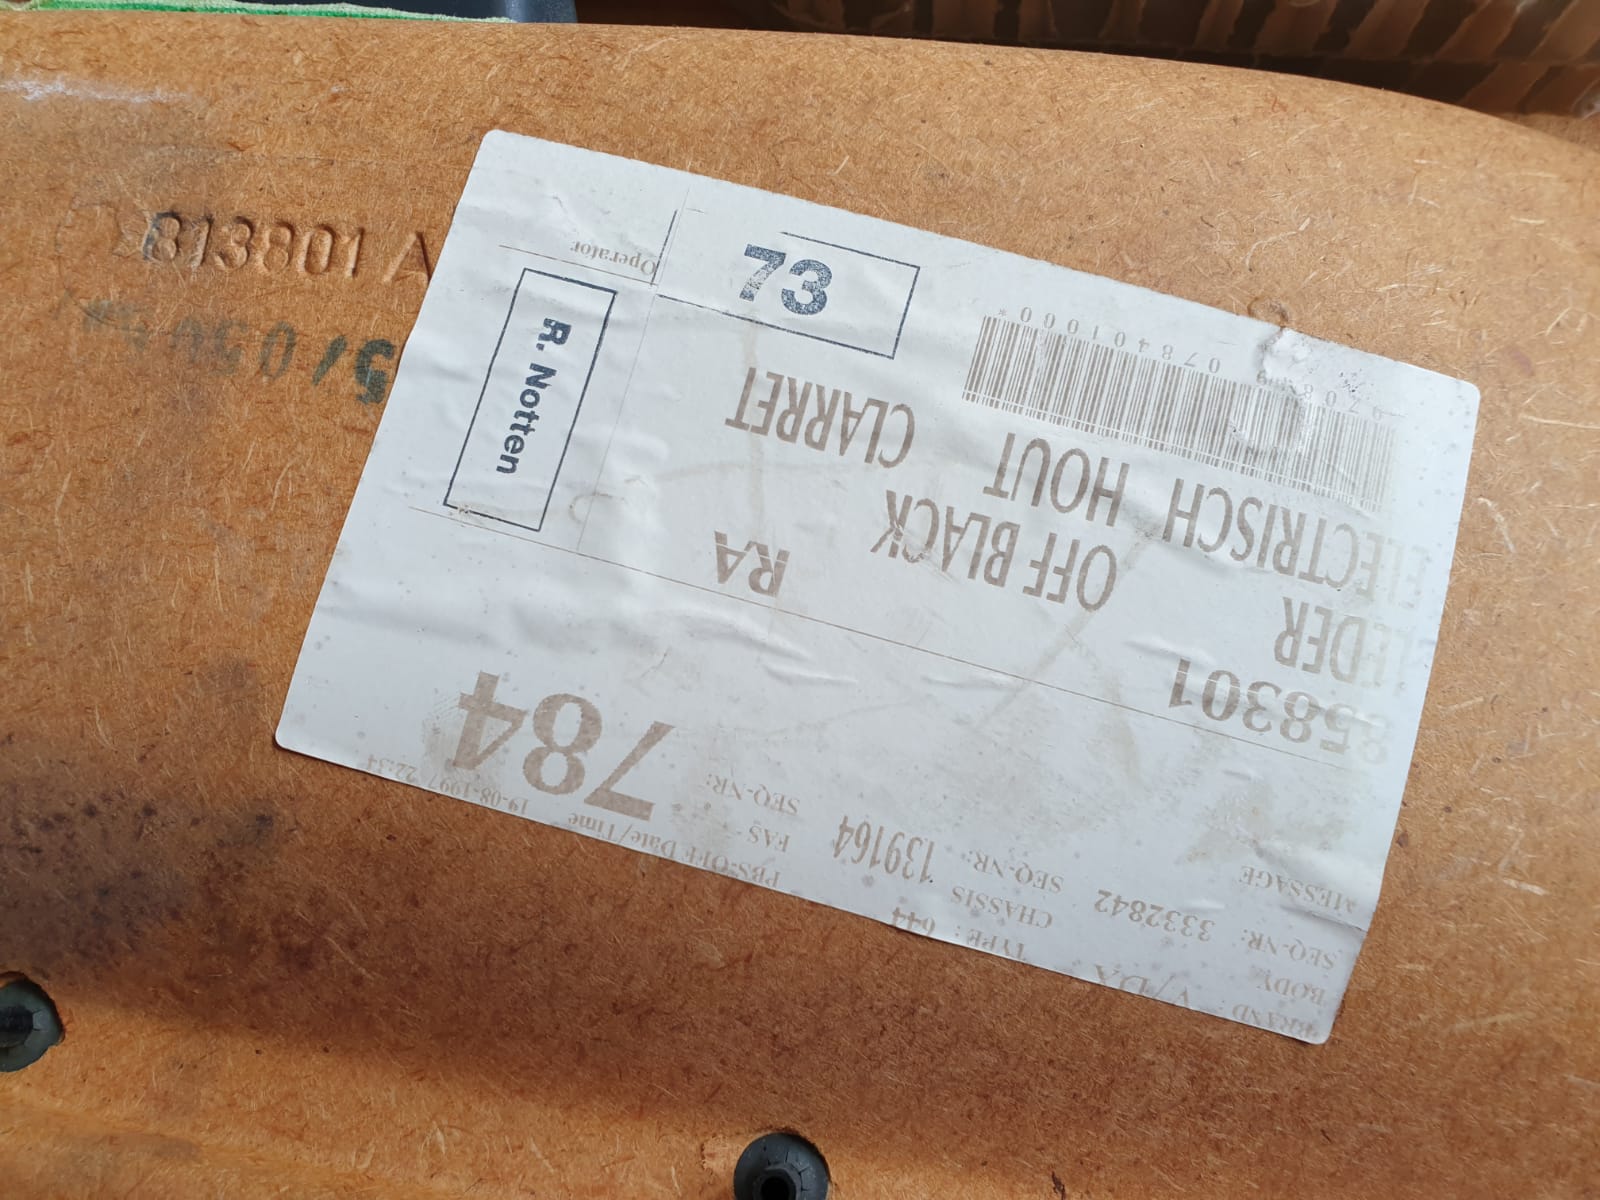 813801 A
BRAND : V/DA TYPE : 644 PBS-OFF Date/Time 19-08-1997 22:34
BODY SEQ-NR: 3332842 CHASSIS SEQ-NR: 139164 FAS - SEQ-NR: 784
MESSAGE
858301
LEDER OFF BLACK RA
ELECTRISCH HOUT CLARRET
73
Operator
R. Notten